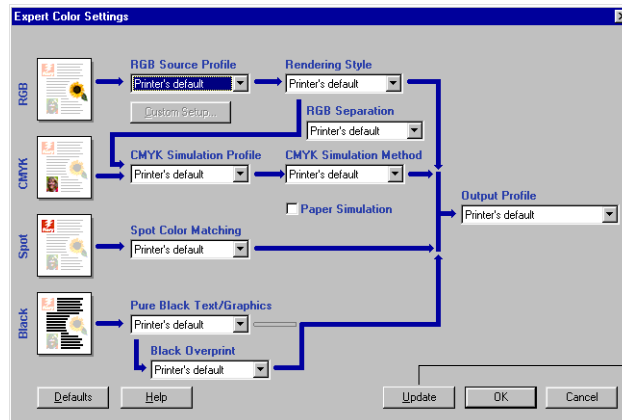 Expert Color Settings
RGB
RGB Source Profile
Printer's default
Custom Setup...
Rendering Style
Printer's default
RGB Separation
Printer's default
CMYK
CMYK Simulation Profile
Printer's default
CMYK Simulation Method
Printer's default
Paper Simulation
Output Profile
Printer's default
Spot
Spot Color Matching
Printer's default
Black
Pure Black Text/Graphics
Printer's default
Black Overprint
Printer's default
Defaults
Help
Update
OK
Cancel